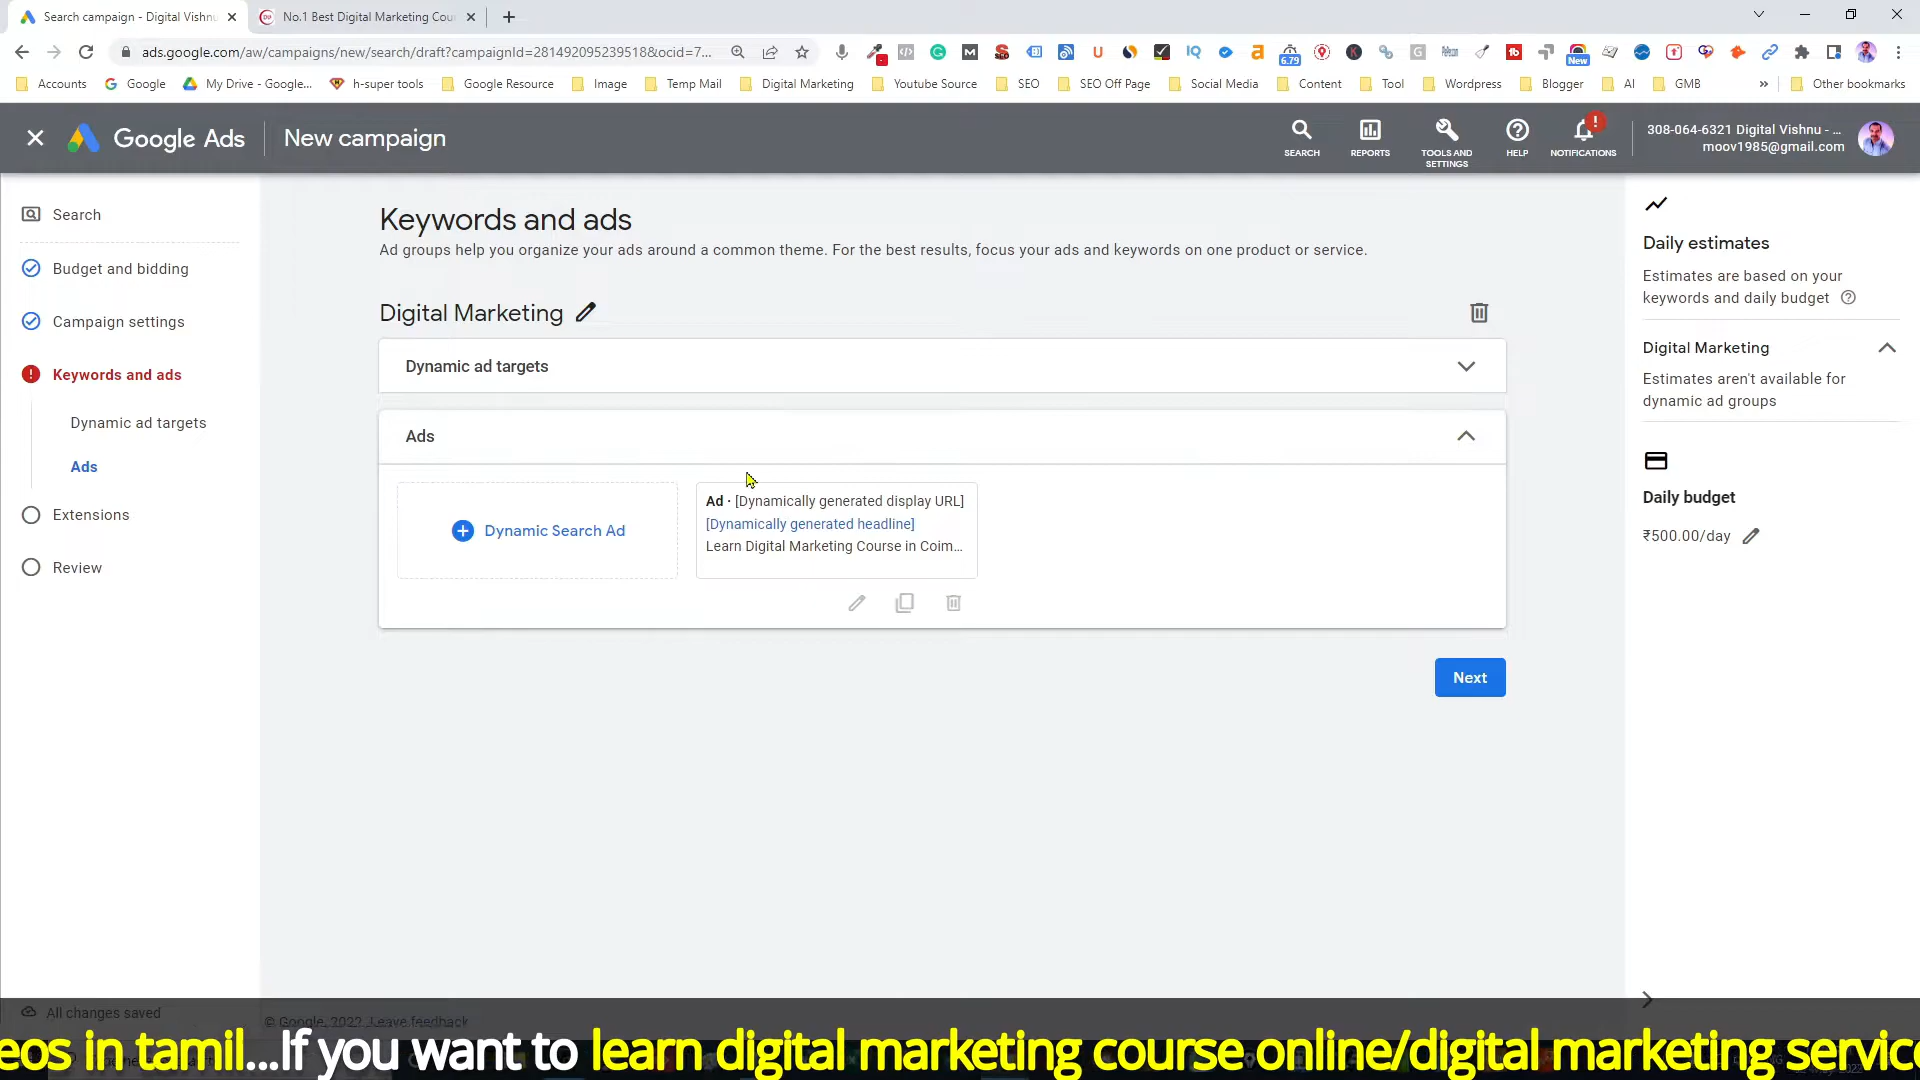 Search campaign - Digital Vishnu
No.1 Best Digital Marketing Cou
ads.google.com/aw/campaigns/new/search/draft?campaignId=281492095239518&ocid=7...
6.79
New
Accounts
Google
My Drive - Google...
h-super tools
Google Resource
Image
Temp Mail
Digital Marketing
Youtube Source
SEO
SEO Off Page
Social Media
Content
Tool
Wordpress
Blogger
AI
GMB
»
Other bookmarks
Google Ads
New campaign
SEARCH
REPORTS
TOOLS AND SETTINGS
HELP
NOTIFICATIONS
308-064-6321 Digital Vishnu - ...
moov1985@gmail.com
Search
Budget and bidding
Campaign settings
Keywords and ads
Dynamic ad targets
Ads
Extensions
Review
Keywords and ads
Ad groups help you organize your ads around a common theme. For the best results, focus your ads and keywords on one product or service.
Digital Marketing
Dynamic ad targets
Ads
Dynamic Search Ad
Ad · [Dynamically generated display URL]
[Dynamically generated headline]
Learn Digital Marketing Course in Coim...
Next
Daily estimates
Estimates are based on your
keywords and daily budget
Digital Marketing
Estimates aren't available for
dynamic ad groups
Daily budget
₹500.00/day
All changes saved
© Google, 2022. Leave feedback
eos in tamil...If you want to learn digital marketing course online/digital marketing servic